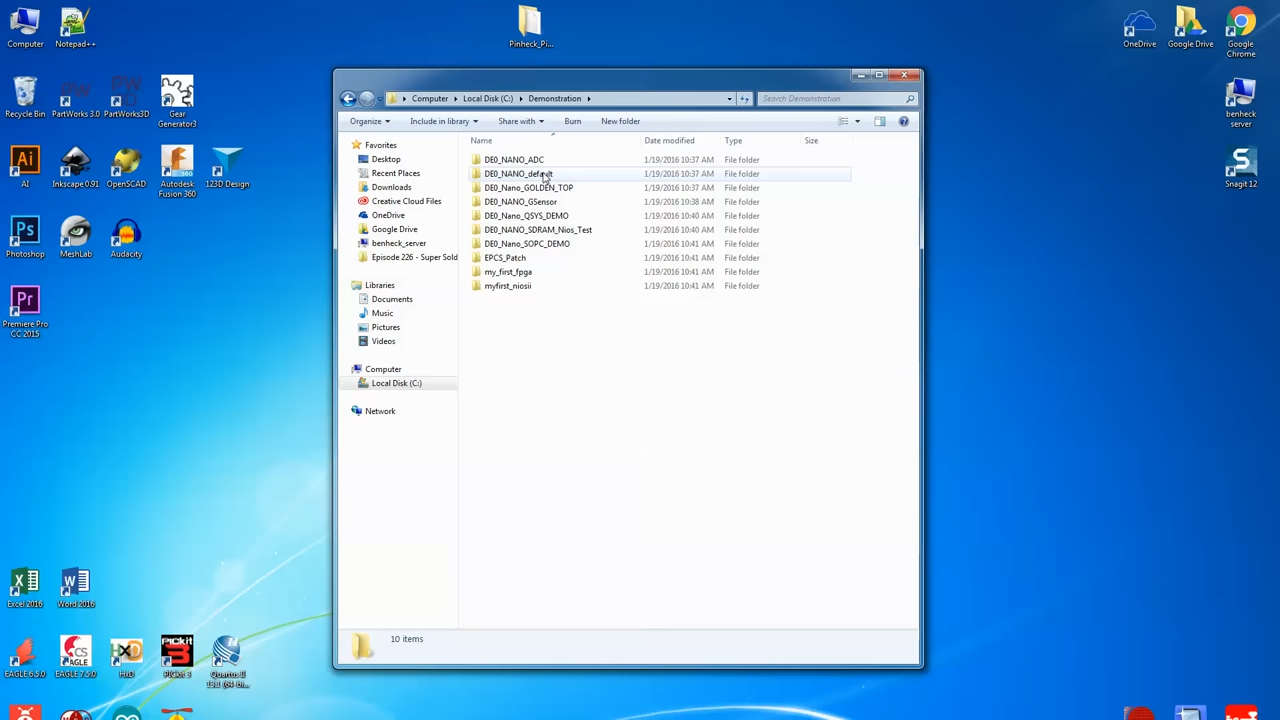 Computer
Notepad++
Pinheck_Pi...
OneDrive
Google Drive
Google Chrome
Recycle Bin
PartWorks 3.0
PartWorks3D
Gear Generator3
benheck server
AI
Inkscape 0.91
OpenSCAD
Autodesk Fusion 360
123D Design
Snagit 12
Photoshop
MeshLab
Audacity
Premiere Pro CC 2015
Excel 2016
Word 2016
EAGLE 6.5.0
EAGLE 7.5.0
HxD
PICkit 3
Quartus II 13.1 (64-bi...
Computer Local Disk (C:) Demonstration
Search Demonstration
Organize Include in library Share with Burn New folder
Name Date modified Type Size
Favorites
Desktop
Recent Places
Downloads
Creative Cloud Files
OneDrive
Google Drive
benheck_server
Episode 226 - Super Sold
Libraries
Documents
Music
Pictures
Videos
Computer
Local Disk (C:)
Network
DE0_NANO_ADC 1/19/2016 10:37 AM File folder
DE0_NANO_default 1/19/2016 10:37 AM File folder
DE0_Nano_GOLDEN_TOP 1/19/2016 10:37 AM File folder
DE0_NANO_GSensor 1/19/2016 10:38 AM File folder
DE0_Nano_QSYS_DEMO 1/19/2016 10:40 AM File folder
DE0_NANO_SDRAM_Nios_Test 1/19/2016 10:40 AM File folder
DE0_Nano_SOPC_DEMO 1/19/2016 10:41 AM File folder
EPCS_Patch 1/19/2016 10:41 AM File folder
my_first_fpga 1/19/2016 10:41 AM File folder
myfirst_niosii 1/19/2016 10:41 AM File folder
10 items